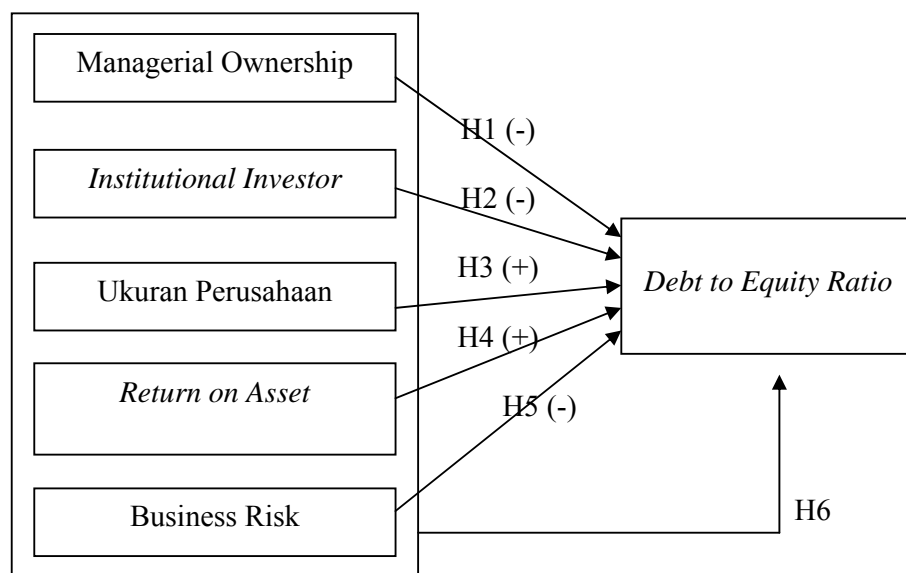 Managerial Ownership
H1 (-)
Institutional Investor
H2 (-)
Ukuran Perusahaan
H3 (+)
Debt to Equity Ratio
H4 (+)
Return on Asset
H5 (-)
Business Risk
H6